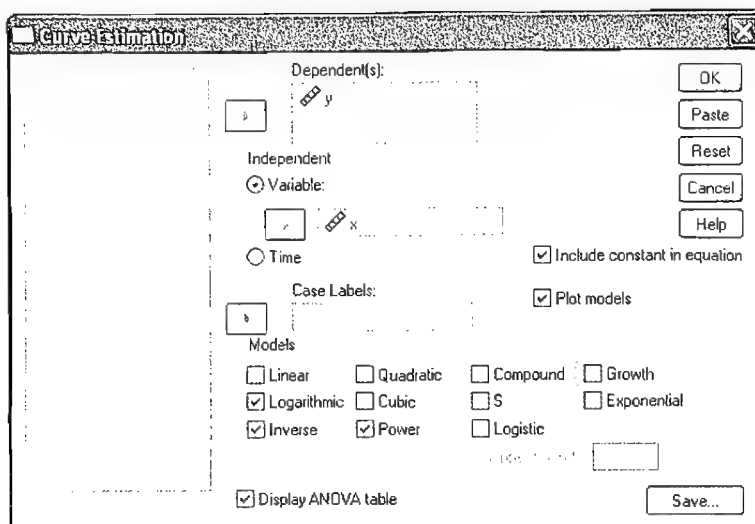 Curve Estimation
Dependent(s):
y
OK
Paste
Reset
Cancel
Help
Independent
Variable:
x
Time
Include constant in equation
Case Labels:
Plot models
Models
Linear
Quadratic
Compound
Growth
Logarithmic
Cubic
S
Exponential
Inverse
Power
Logistic
Display ANOVA table
Save...